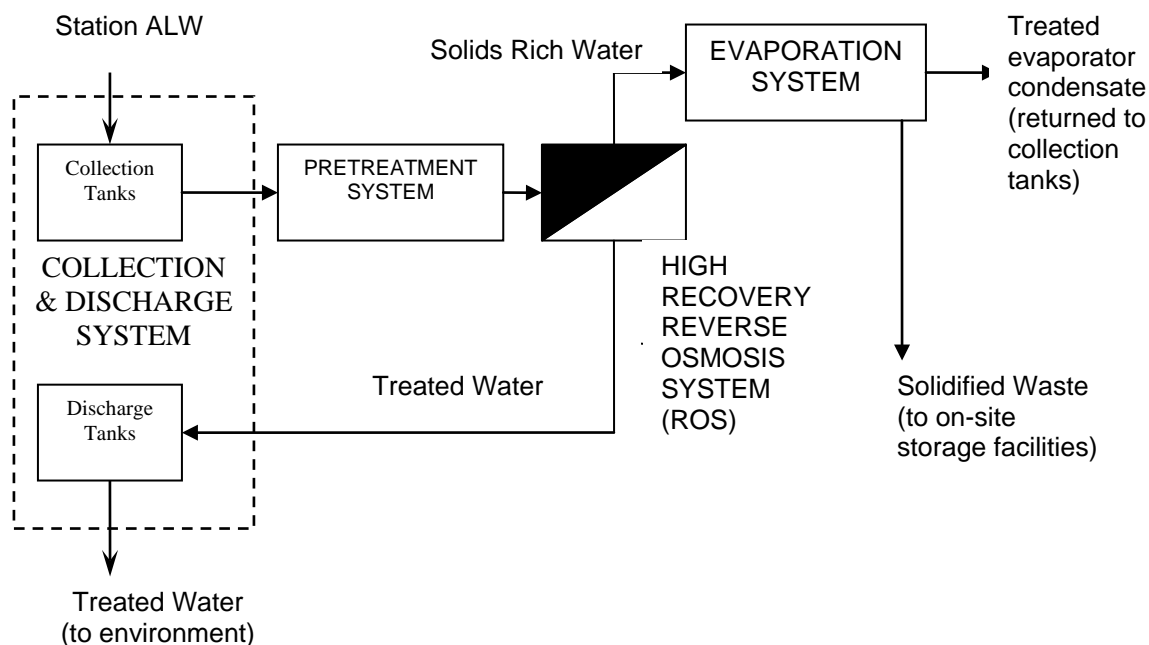 Station ALW
Solids Rich Water
EVAPORATION
SYSTEM
Treated
evaporator
condensate
(returned to
collection
tanks)
Collection
Tanks
PRETREATMENT
SYSTEM
COLLECTION
& DISCHARGE
SYSTEM
HIGH
RECOVERY
REVERSE
OSMOSIS
SYSTEM
(ROS)
Treated Water
Discharge
Tanks
Solidified Waste
(to on-site
storage facilities)
Treated Water
(to environment)